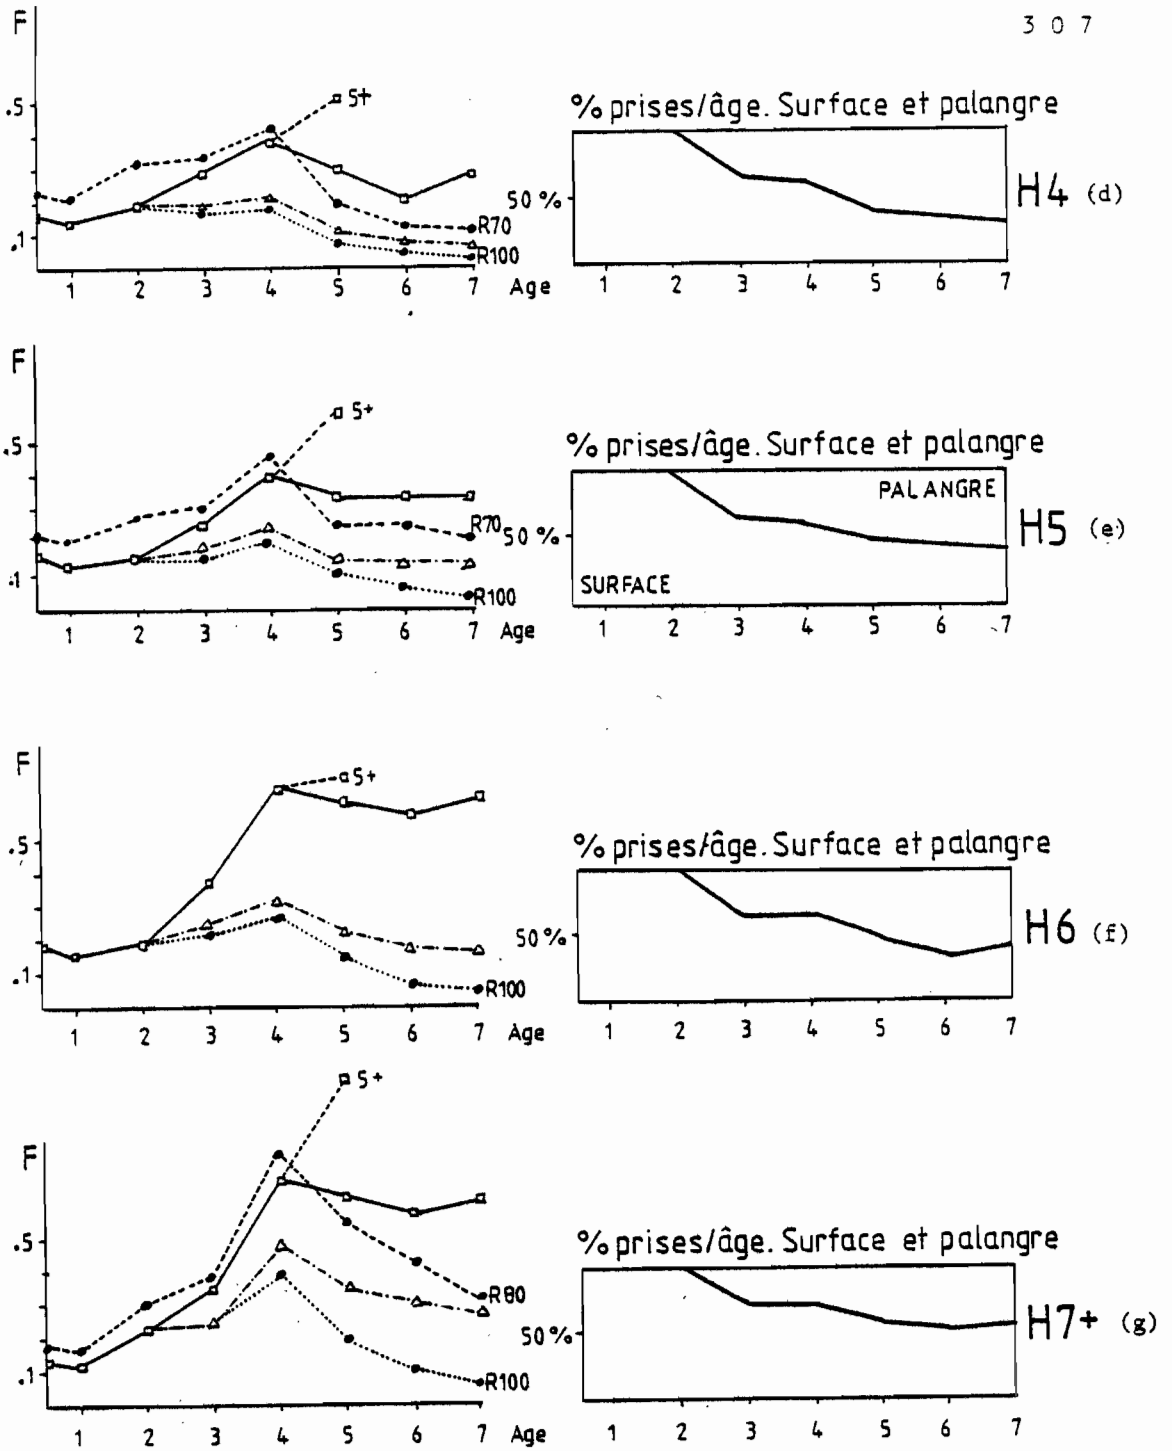 3 0 7
F
.5
.1
5+
R70
R100
1 2 3 4 5 6 7 Age
% prises/âge. Surface et palangre
50 %
H4 (d)
1 2 3 4 5 6 7
F
.5
.1
5+
R70
R100
1 2 3 4 5 6 7 Age
% prises/âge. Surface et palangre
PALANGRE
50 %
H5 (e)
SURFACE
1 2 3 4 5 6 7
F
.5
.1
5+
R100
1 2 3 4 5 6 7 Age
% prises/âge. Surface et palangre
50 %
H6 (f)
1 2 3 4 5 6 7
F
.5
.1
5+
R80
R100
1 2 3 4 5 6 7 Age
% prises/âge. Surface et palangre
50 %
H7+ (g)
1 2 3 4 5 6 7